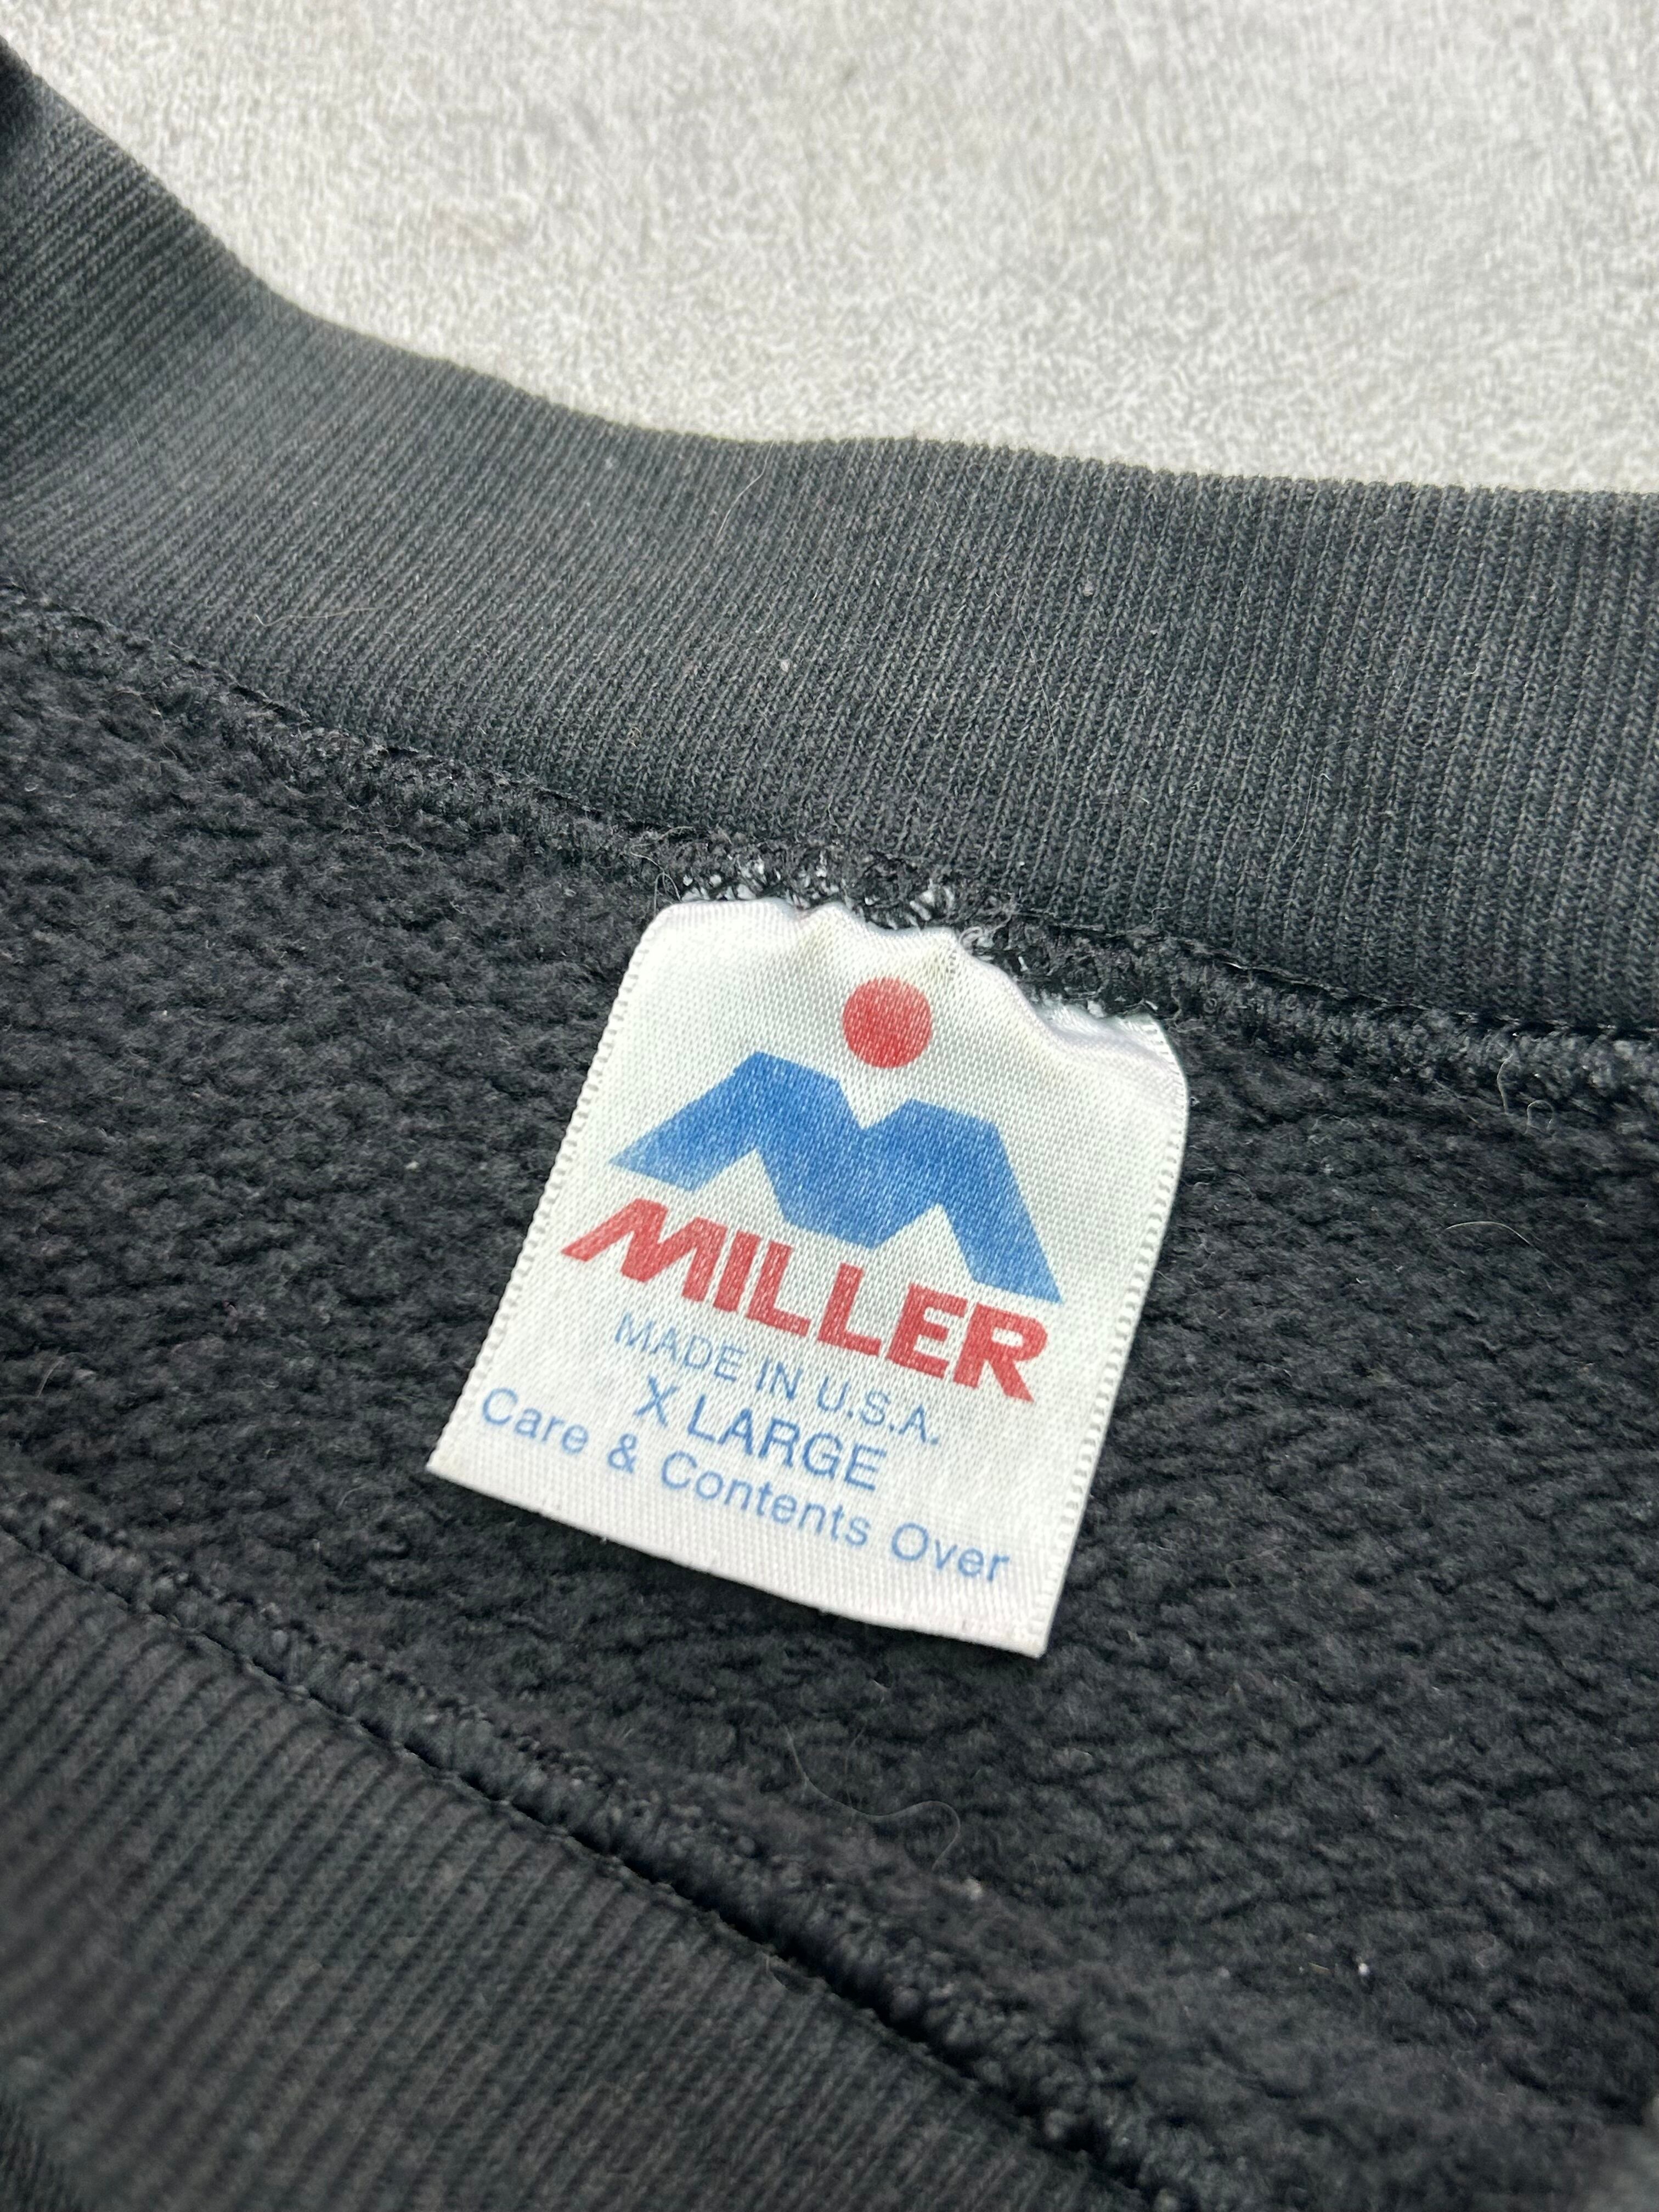 MILLER
MADE IN U.S.A.
X LARGE
Care & Contents Over